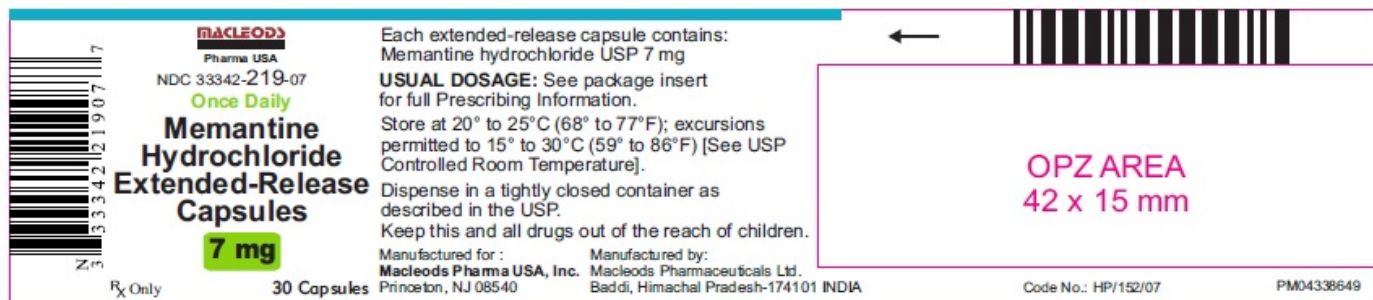 MACLEODS
Pharma USA
NDC 33342-219-07
Once Daily
Memantine
Hydrochloride
Extended-Release
Capsules
7 mg
Rx Only
30 Capsules
N
3
33342 21907
7
Each extended-release capsule contains:
Memantine hydrochloride USP 7 mg
USUAL DOSAGE: See package insert
for full Prescribing Information.
Store at 20° to 25°C (68° to 77°F); excursions
permitted to 15° to 30°C (59° to 86°F) [See USP
Controlled Room Temperature].
Dispense in a tightly closed container as
described in the USP.
Keep this and all drugs out of the reach of children.
Manufactured for :
Macleods Pharma USA, Inc.
Princeton, NJ 08540
Manufactured by:
Macleods Pharmaceuticals Ltd.
Baddi, Himachal Pradesh-174101 INDIA
OPZ AREA
42 x 15 mm
Code No.: HP/152/07
PM04338649